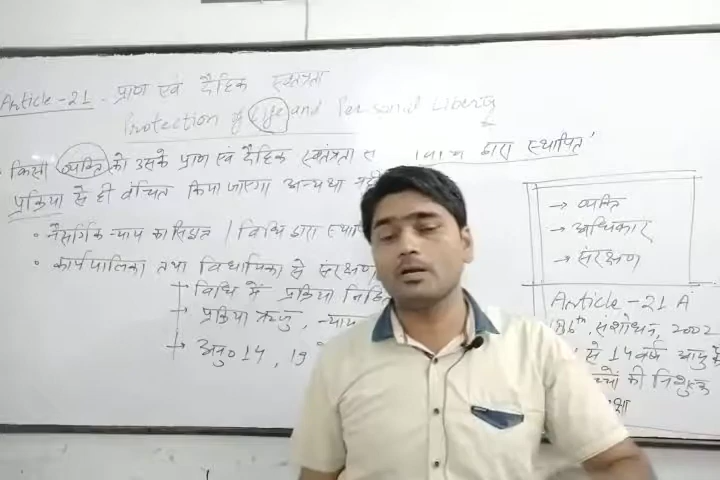 Article-21. प्राण एवं दैहिक स्वतंत्रता
Protection of Life and Personal Liberty
किसी व्यक्ति को उसके प्राण एवं दैहिक स्वतंत्रता स द्वारा स्थापित
प्रक्रिया से ही वंचित किया जाएगा अन्यथा नही
• नैसर्गिक न्याय का सिद्धांत / विधि द्वारा स्था
• कार्यपालिका तथा विधायिका से संरक्षण
→ विधि में प्रक्रिया
→ प्रक्रिया ऋजु, न्याय
→ अनु० 14, 19
→ व्यक्ति
→ अधिकार
→ संरक्षण
Article-21 A
86th, संशोधन, 2002
से 14 वर्ष आयु के
च्चों की निशुल्क
क्षा